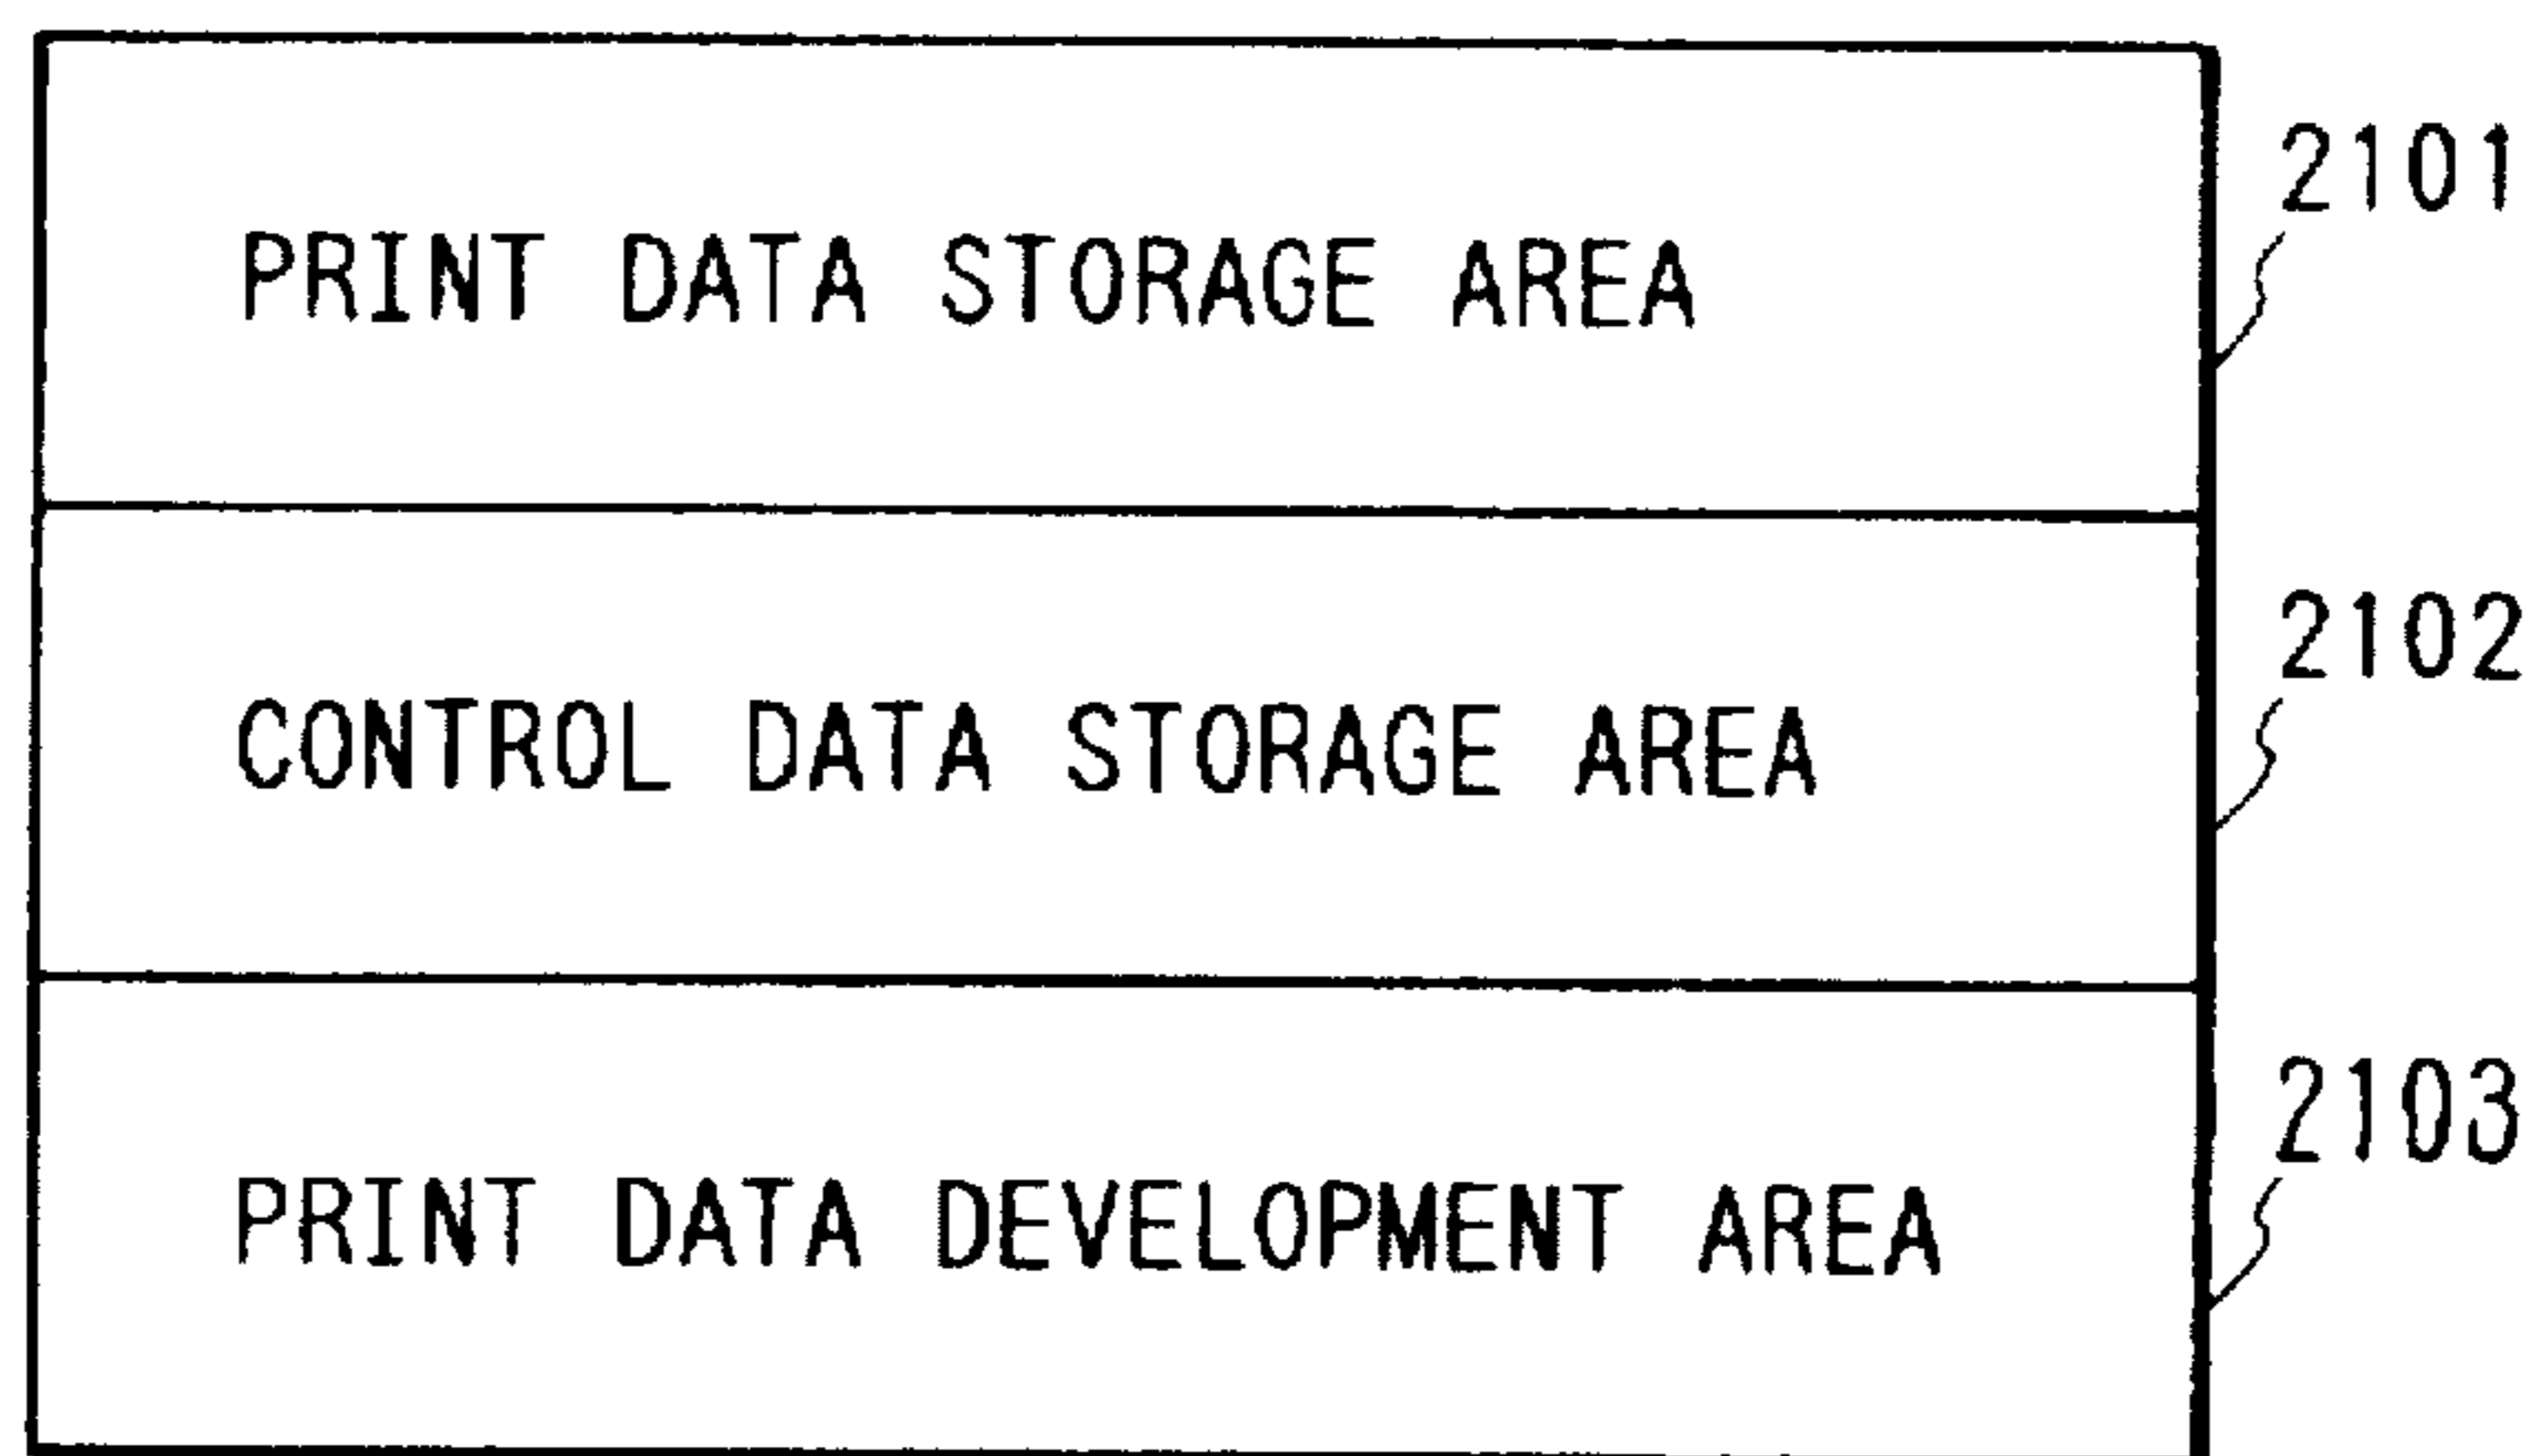 2101
PRINT DATA STORAGE AREA
2102
CONTROL DATA STORAGE AREA
2103
PRINT DATA DEVELOPMENT AREA